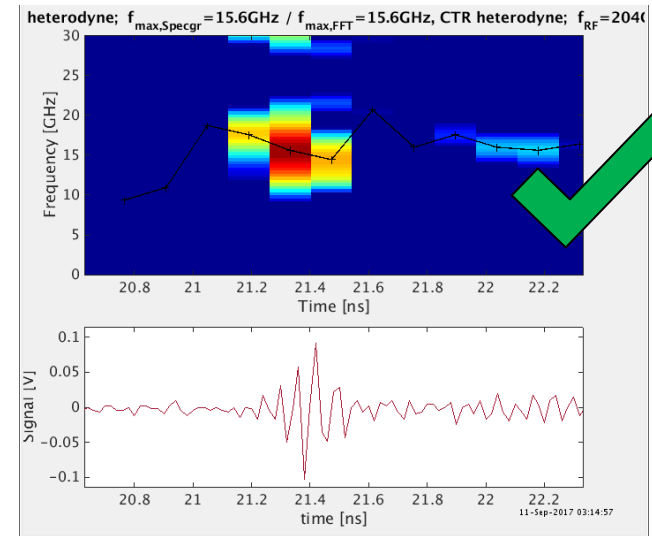 heterodyne; f_max,Specgr=15.6GHz / f_max,FFT=15.6GHz, CTR heterodyne; f_RF=204
30
25
20
15
10
5
0
Frequency [GHz]
20.8 21 21.2 21.4 21.6 21.8 22 22.2
Time [ns]
0.1
0.05
0
-0.05
-0.1
Signal [V]
20.8 21 21.2 21.4 21.6 21.8 22 22.2
time [ns]
11-Sep-2017 03:14:57